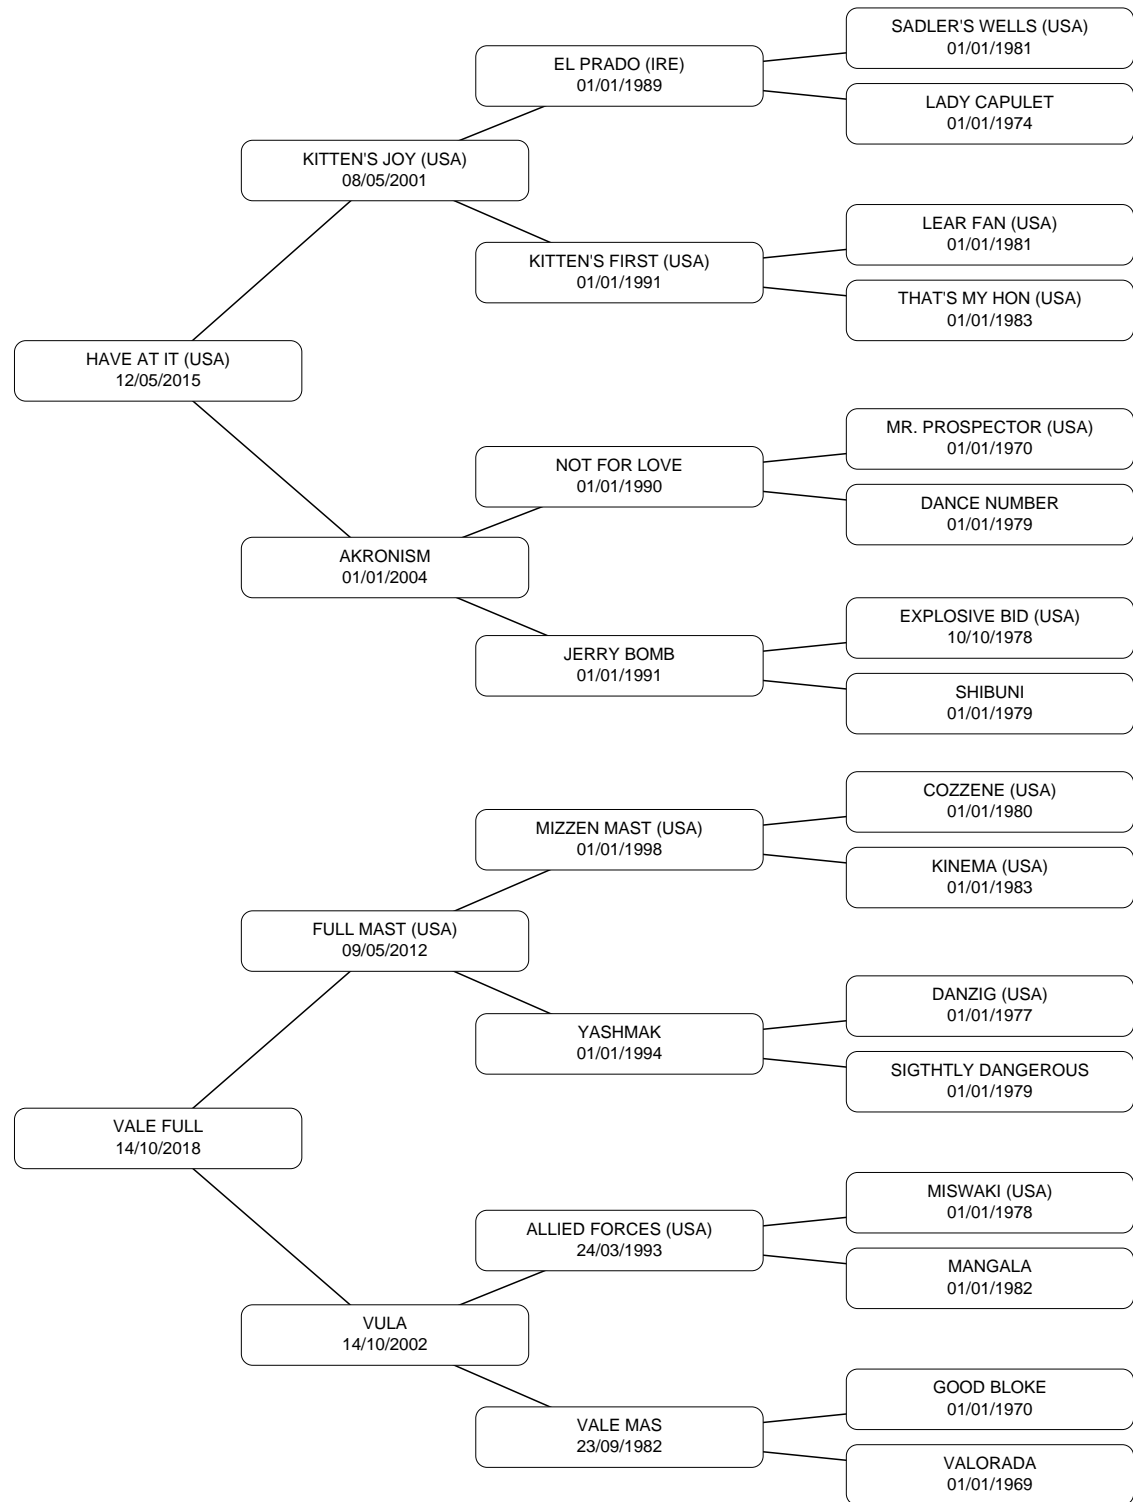 SADLER'S WELLS (USA)
01/01/1981
EL PRADO (IRE)
01/01/1989
LADY CAPULET
01/01/1974
KITTEN'S JOY (USA)
08/05/2001
LEAR FAN (USA)
01/01/1981
KITTEN'S FIRST (USA)
01/01/1991
THAT'S MY HON (USA)
01/01/1983
HAVE AT IT (USA)
12/05/2015
MR. PROSPECTOR (USA)
01/01/1970
NOT FOR LOVE
01/01/1990
DANCE NUMBER
01/01/1979
AKRONISM
01/01/2004
EXPLOSIVE BID (USA)
10/10/1978
JERRY BOMB
01/01/1991
SHIBUNI
01/01/1979
COZZENE (USA)
01/01/1980
MIZZEN MAST (USA)
01/01/1998
KINEMA (USA)
01/01/1983
FULL MAST (USA)
09/05/2012
DANZIG (USA)
01/01/1977
YASHMAK
01/01/1994
SIGTHTLY DANGEROUS
01/01/1979
VALE FULL
14/10/2018
MISWAKI (USA)
01/01/1978
ALLIED FORCES (USA)
24/03/1993
MANGALA
01/01/1982
VULA
14/10/2002
GOOD BLOKE
01/01/1970
VALE MAS
23/09/1982
VALORADA
01/01/1969